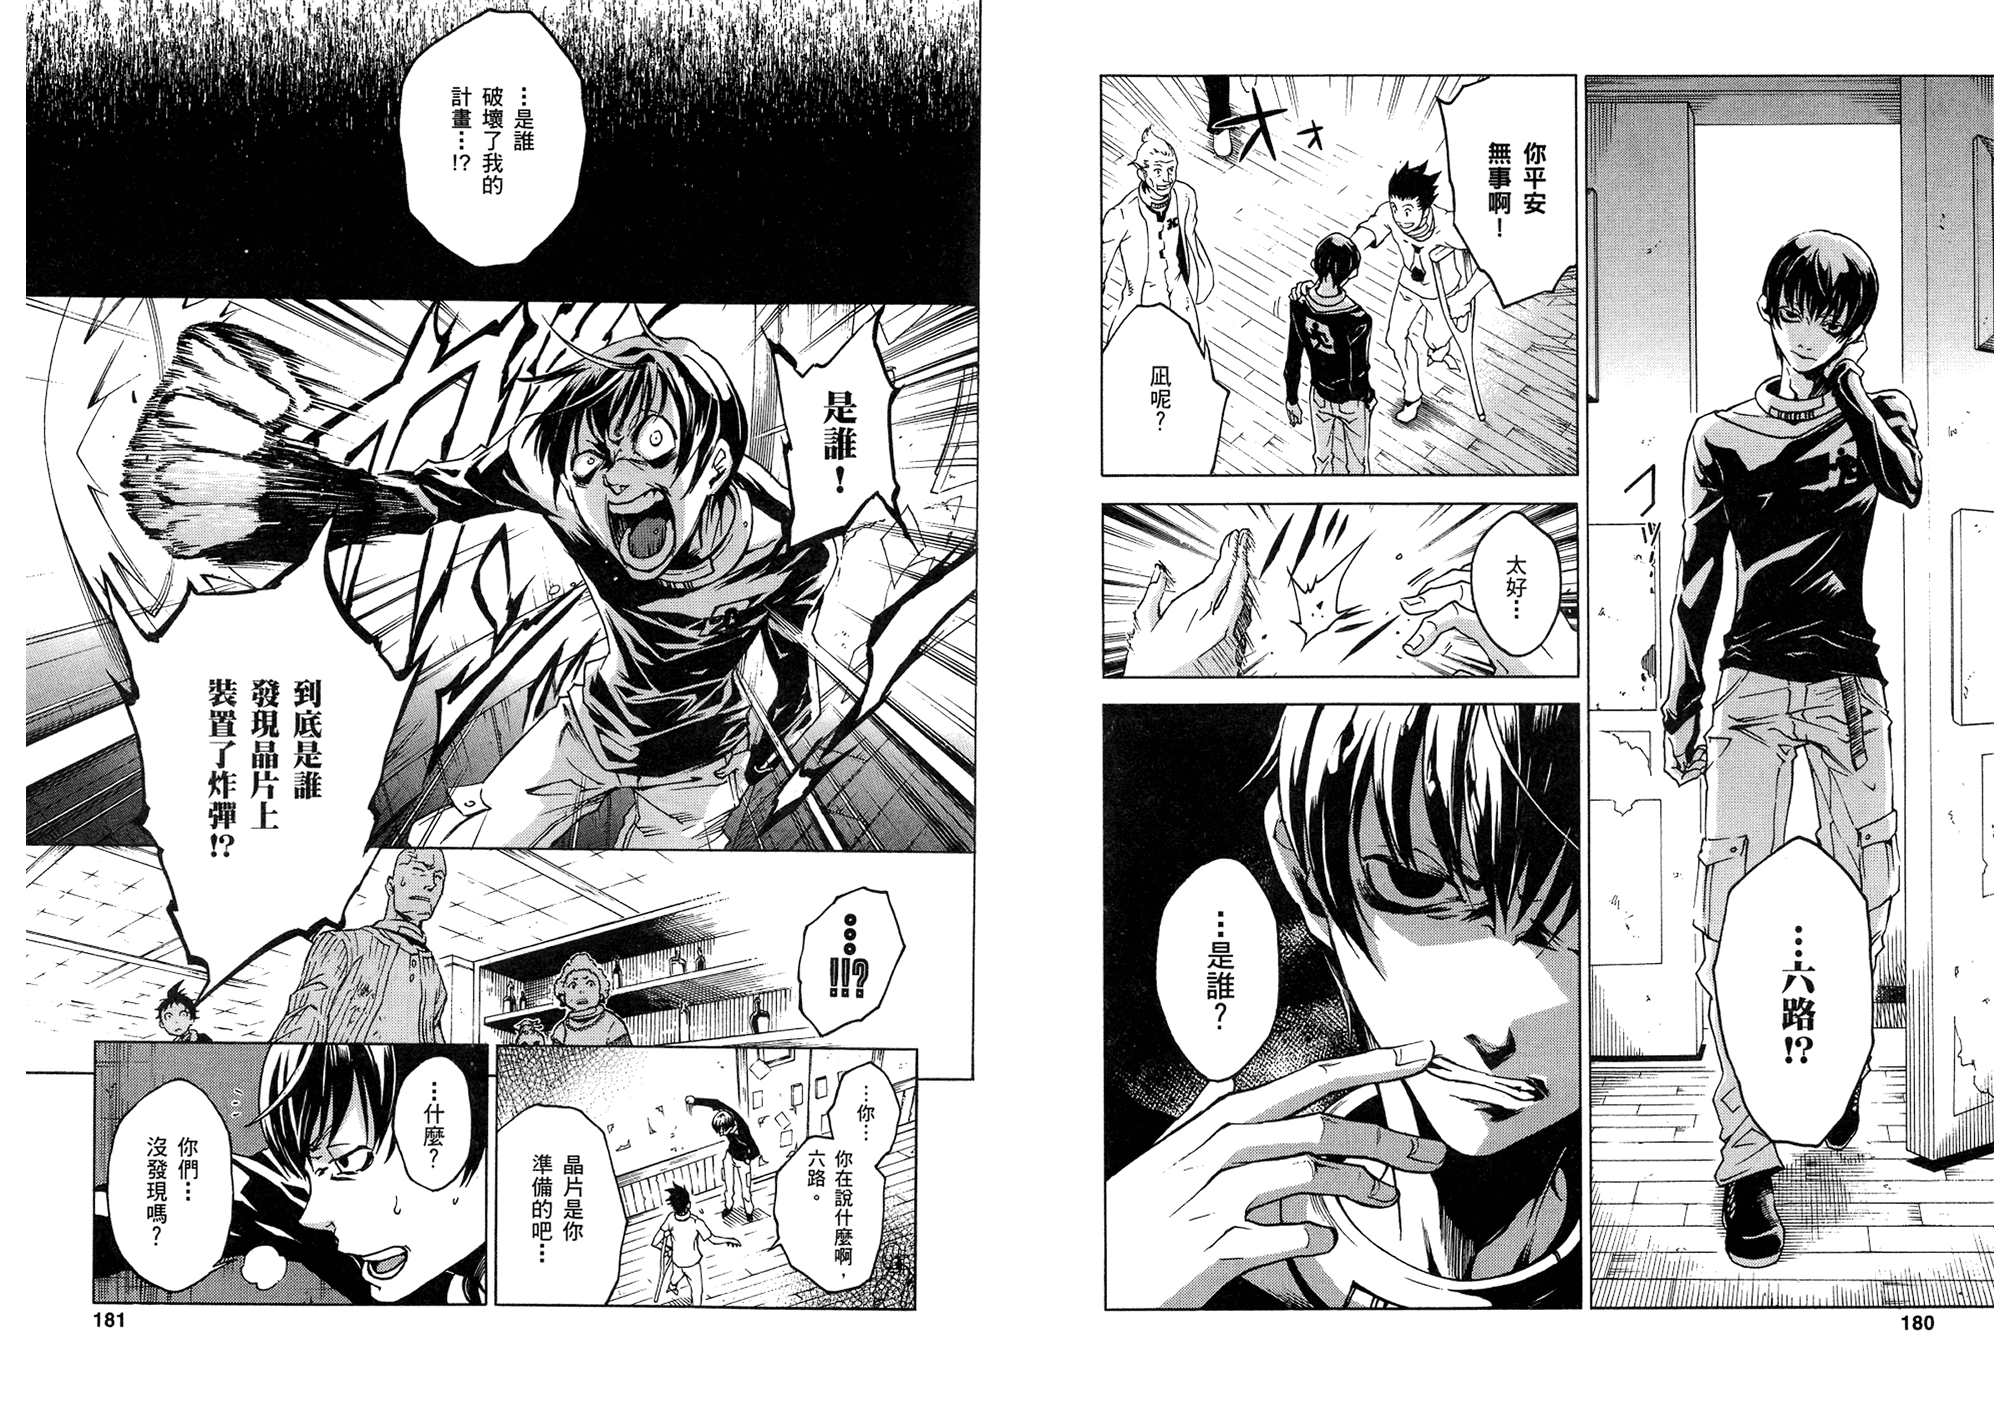 …六路!?
你平安
無事啊！
凪呢？
太好…
…是誰？
180
…是誰
破壞了我的
計畫…!?
是誰！
到底是誰
發現晶片上
裝置了炸彈!?
…!!?
…你…
你在說什麼啊，
六路。
晶片是你
準備的吧…
…什麼？
你們…
沒發現嗎？
181